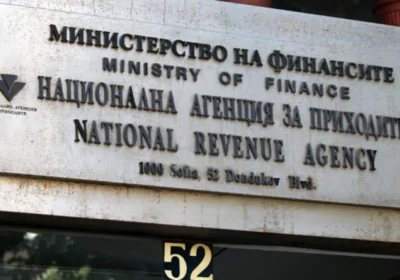 МИНИСТЕРСТВО НА ФИНАНСИТЕ
MINISTRY OF FINANCE
НАЦИОНАЛНА АГЕНЦИЯ ЗА ПРИХОДИТЕ
NATIONAL REVENUE AGENCY
1000 Sofia, 52 Dondukov Blvd.
52